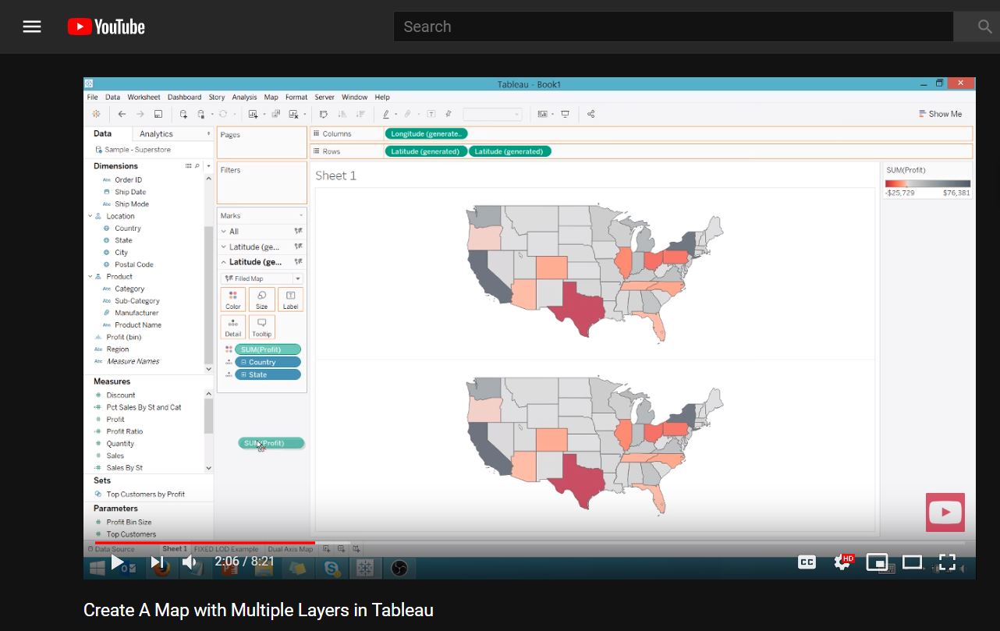 YouTube
Search
Tableau - Book1
File Data Worksheet Dashboard Story Analysis Map Format Server Window Help
Show Me
Data Analytics
Sample - Superstore
Dimensions
Abc Order ID
Ship Date
Abc Ship Mode
Location
Country
State
City
Postal Code
Product
Abc Category
Abc Sub-Category
Manufacturer
Abc Product Name
Profit (bin)
Abc Region
Abc Measure Names
Measures
# Discount
=# Pct Sales By St and Cat
# Profit
=# Profit Ratio
# Quantity
# Sales
=# Sales By St
Sets
Top Customers by Profit
Parameters
# Profit Bin Size
# Top Customers
Pages
Filters
Marks
All
Latitude (ge...
Latitude (ge...
Filled Map
Color Size Label
Detail Tooltip
SUM(Profit)
Country
State
SUM(Profit)
Columns Longitude (generate..
Rows Latitude (generated) Latitude (generated)
Sheet 1
SUM(Profit)
-$25,729 $76,381
Data Source Sheet 1 FIXED LOD Example Dual Axis Map
2:06 / 8:21
CC
HD
Create A Map with Multiple Layers in Tableau